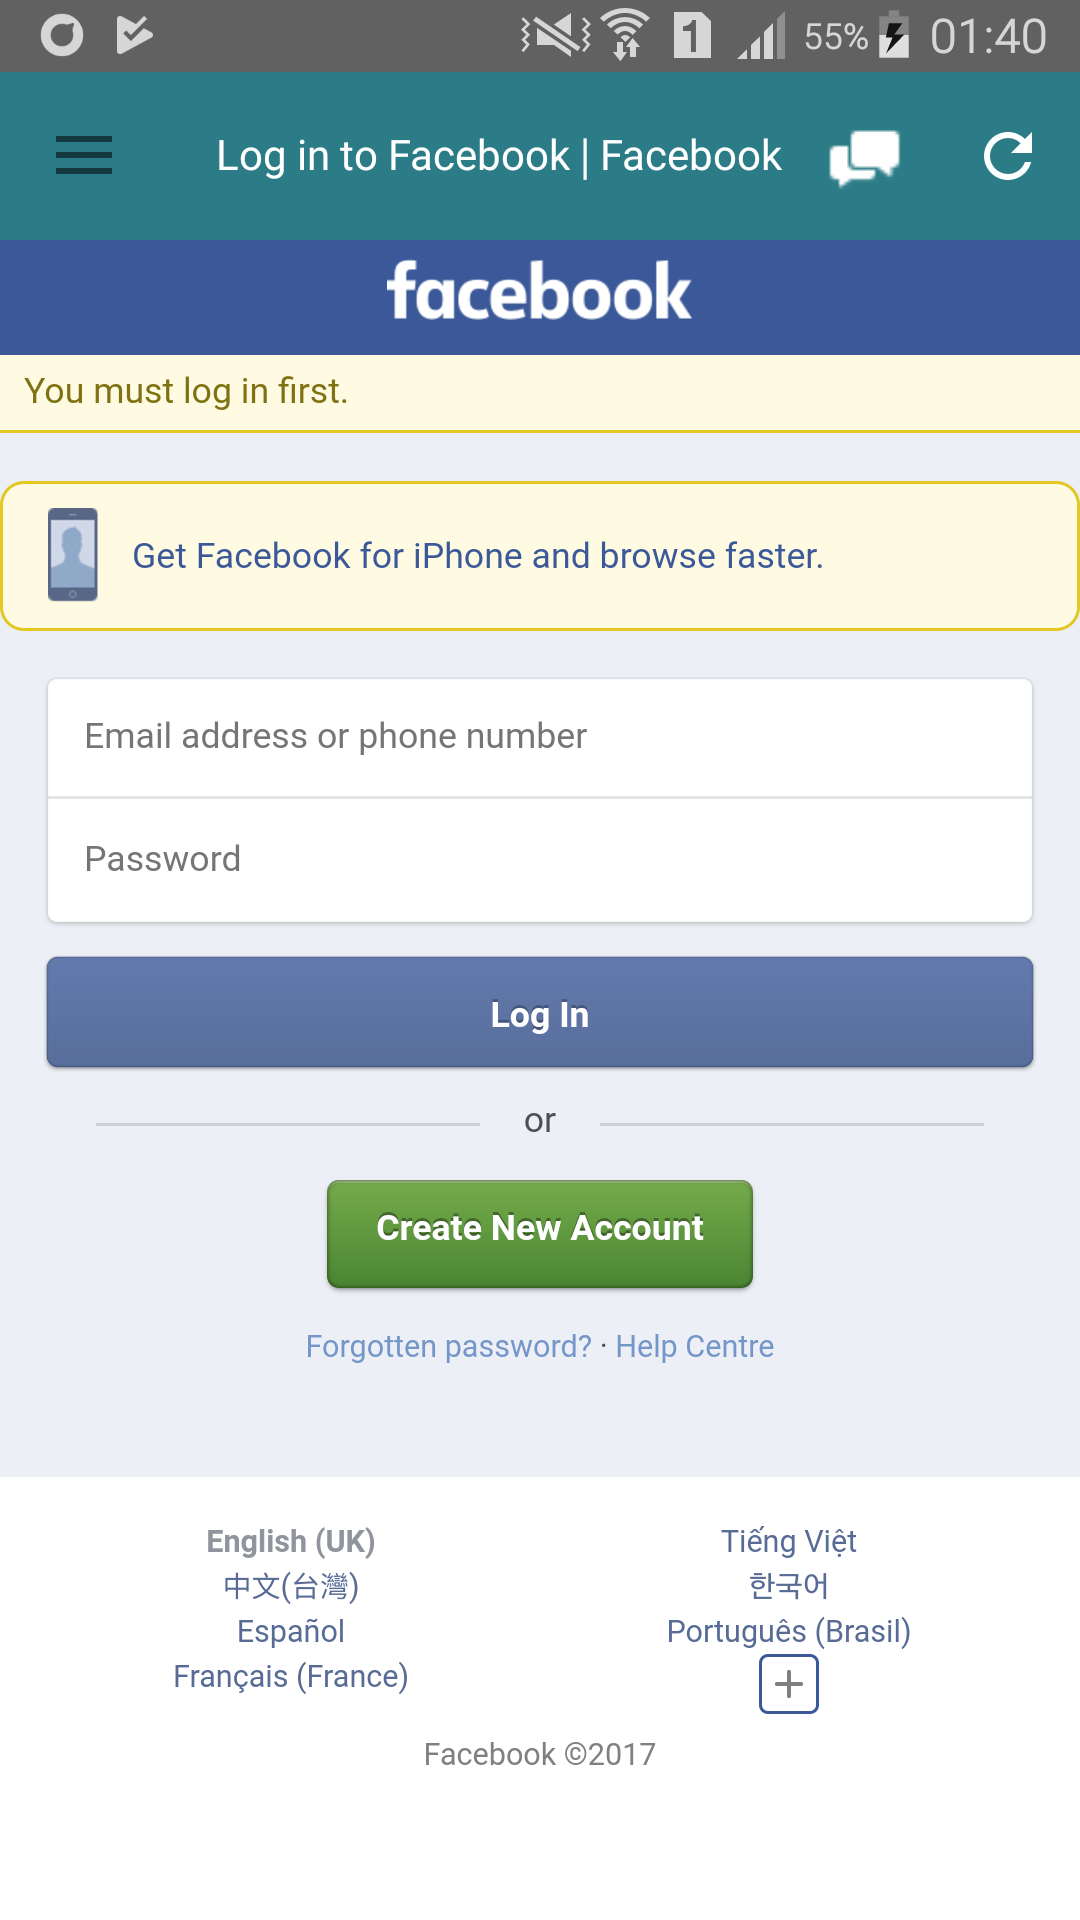 1 55% 01:40
Log in to Facebook | Facebook
facebook
You must log in first.
Get Facebook for iPhone and browse faster.
Email address or phone number
Password
Log In
or
Create New Account
Forgotten password? · Help Centre
English (UK)
中文(台灣)
Español
Français (France)
Tiếng Việt
한국어
Português (Brasil)
Facebook ©2017